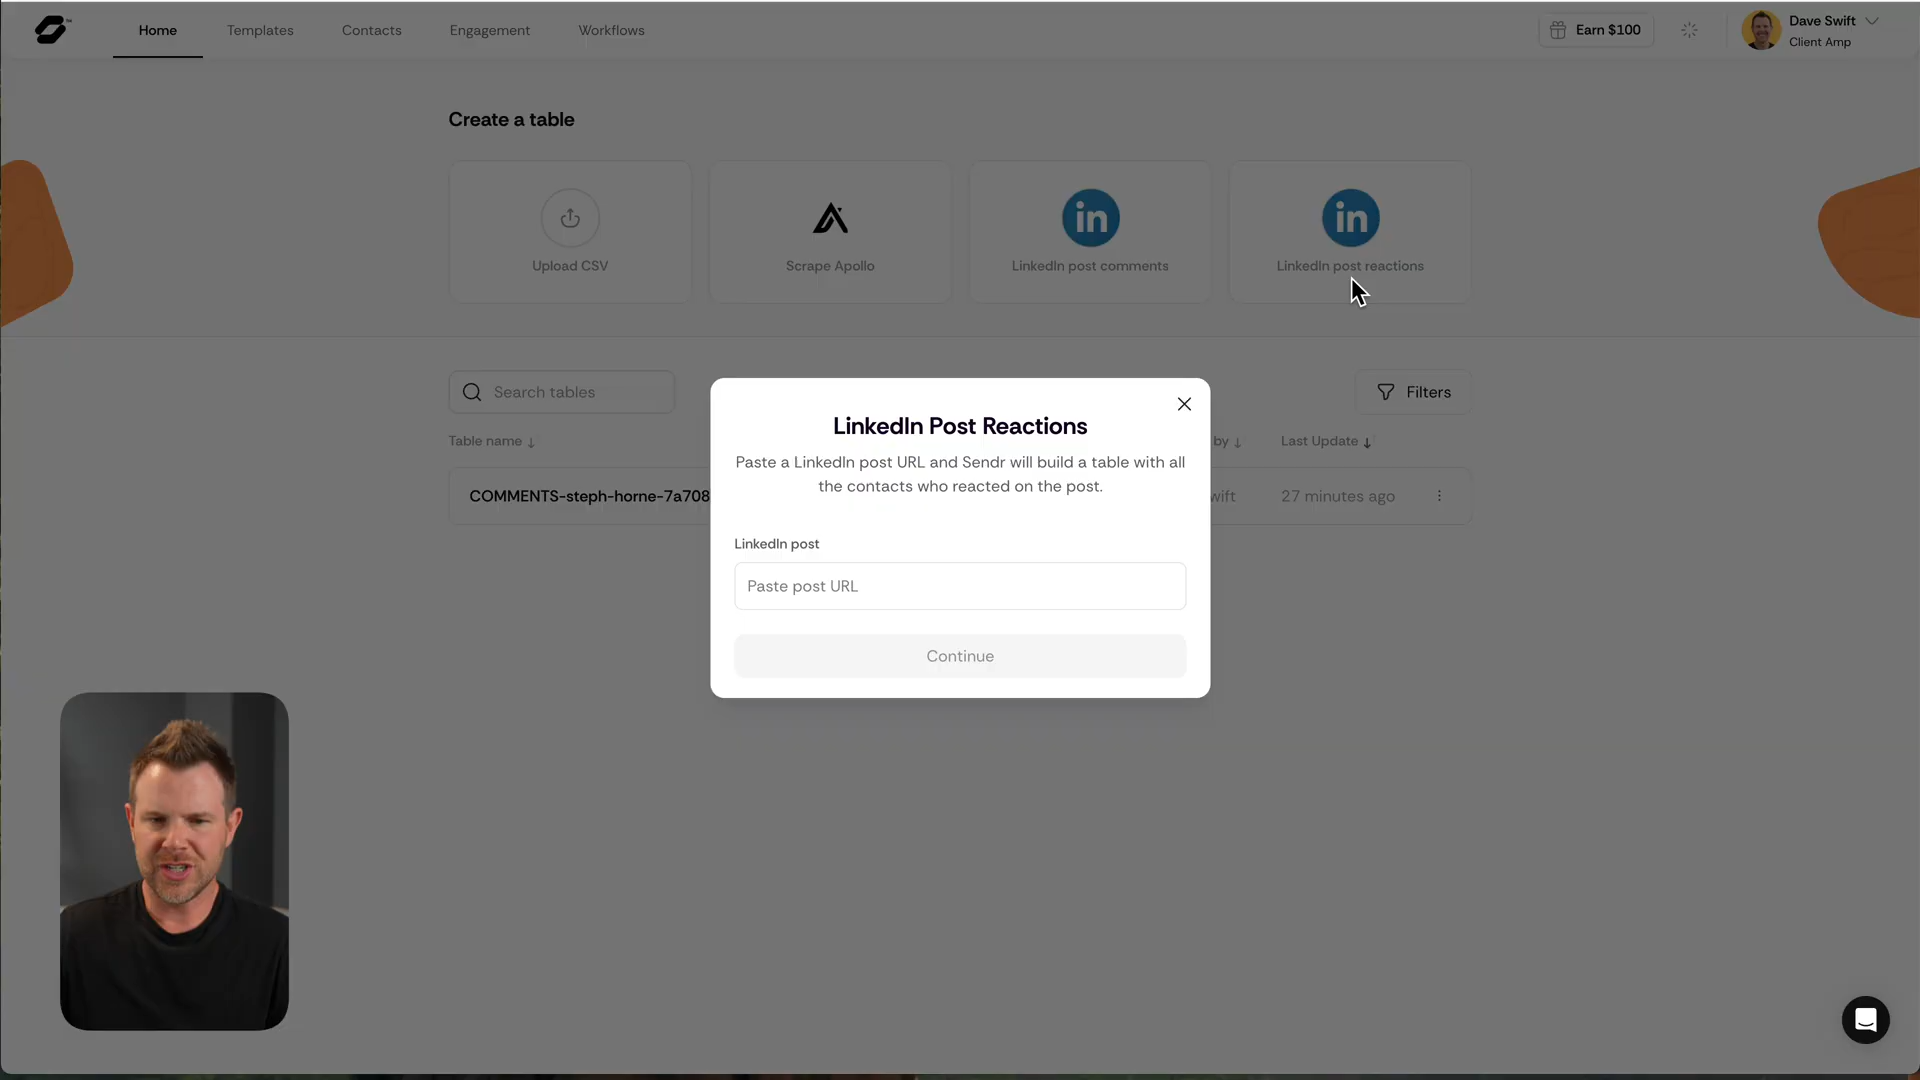 Home
Templates
Contacts
Engagement
Workflows
Earn $100
Dave Swift
Client Amp
Create a table
Upload CSV
Scrape Apollo
LinkedIn post comments
LinkedIn post reactions
Search tables
Filters
Table name
by
Last Update
COMMENTS-steph-horne-7a708
wift
27 minutes ago
LinkedIn Post Reactions
Paste a LinkedIn post URL and Sendr will build a table with all
the contacts who reacted on the post.
LinkedIn post
Paste post URL
Continue